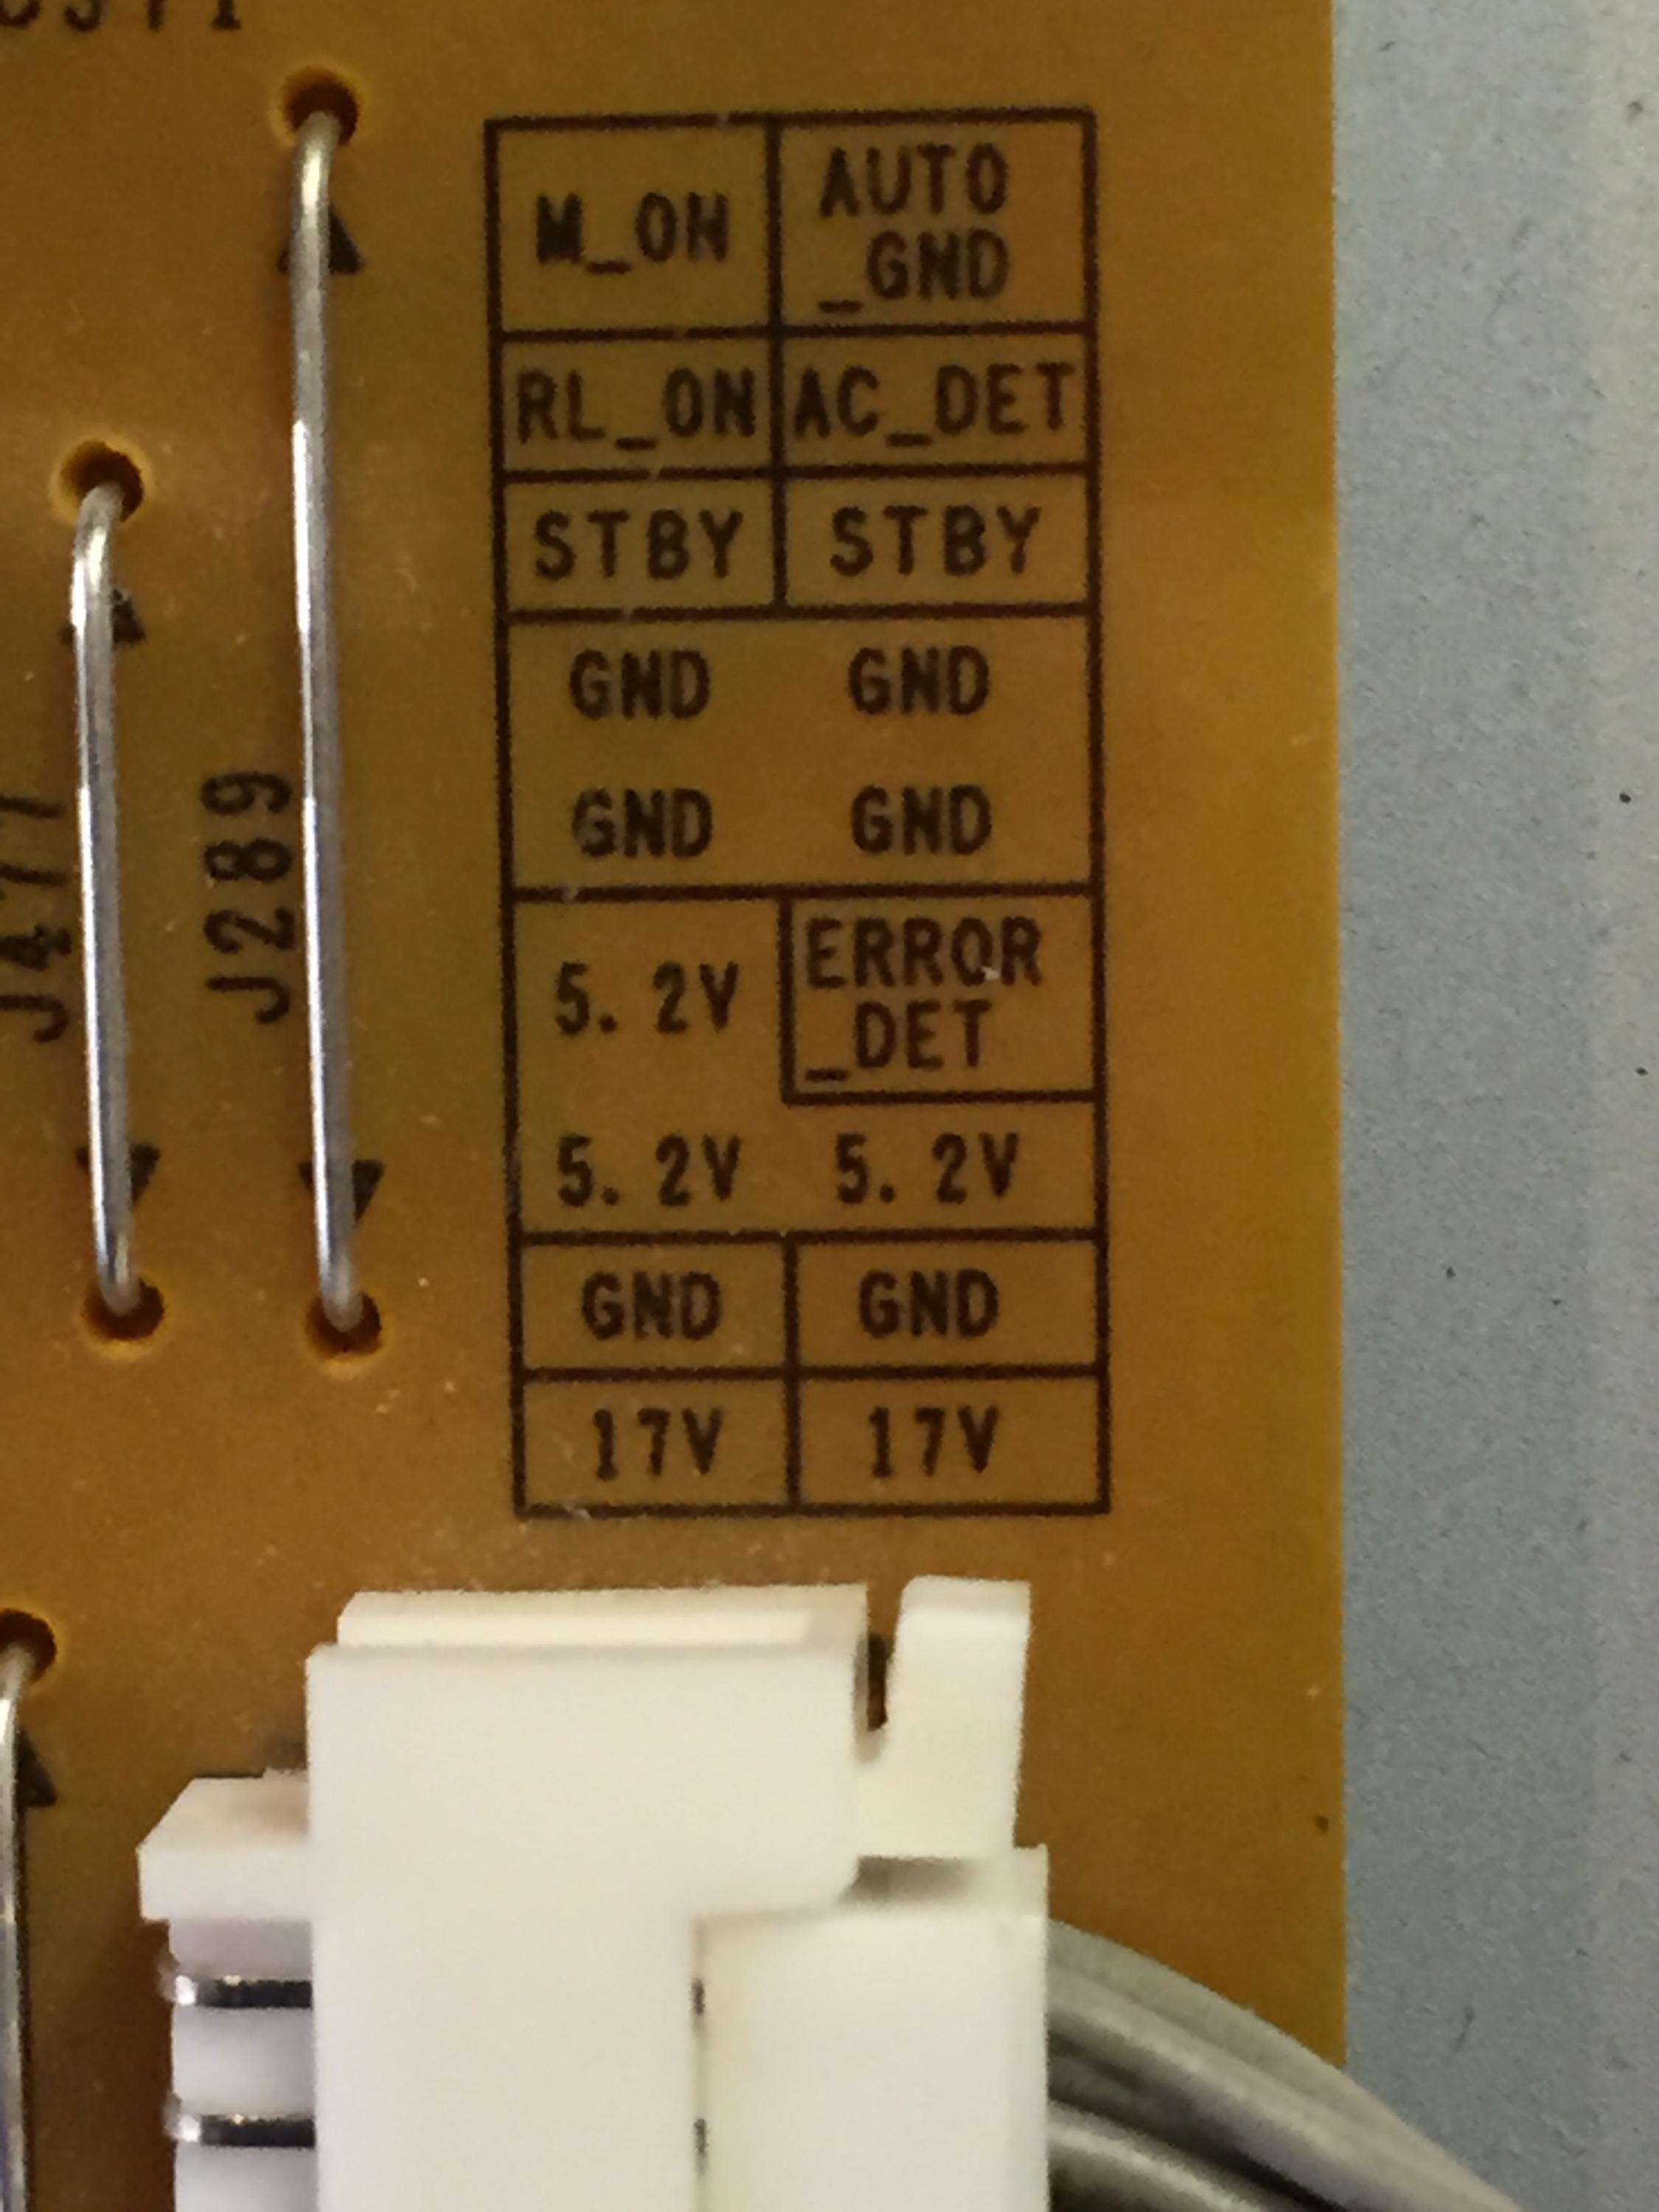 M_ON AUTO
_GND
RL_ON AC_DET
STBY STBY
GND GND
GND GND
5.2V ERROR
_DET
5.2V 5.2V
GND GND
17V 17V
J477
J289